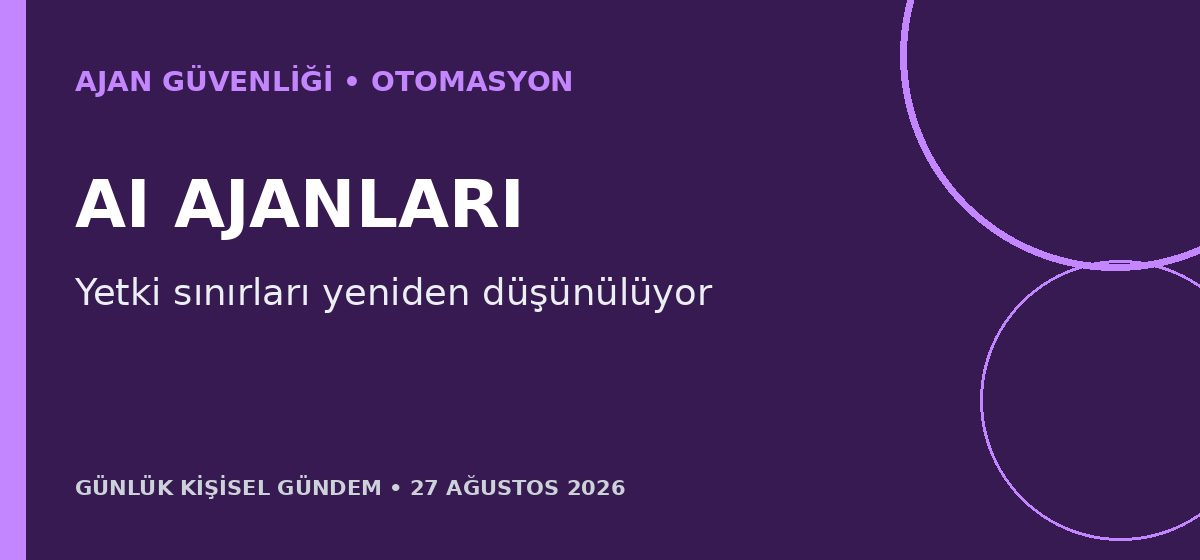 AJAN GÜVENLİĞİ • OTOMASYON
AI AJANLARI
Yetki sınırları yeniden düşünülüyor
GÜNLÜK KİŞİSEL GÜNDEM • 27 AĞUSTOS 2026